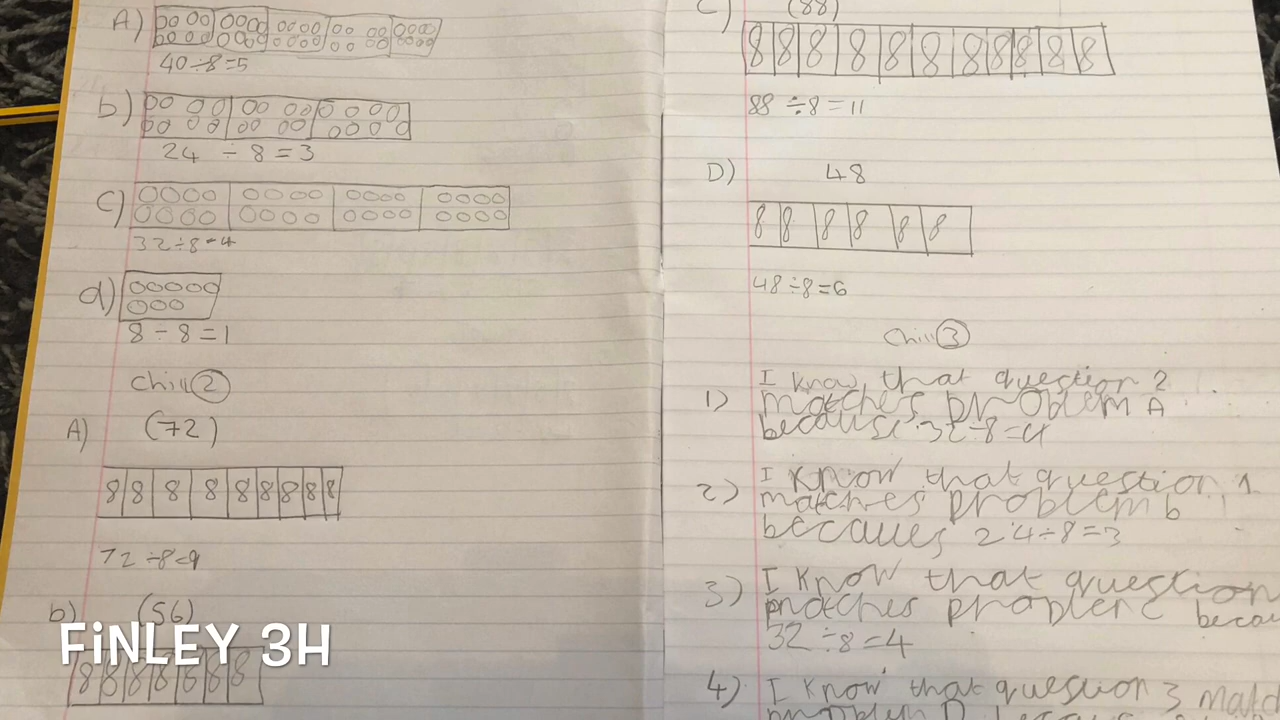 A)
40÷8=5
b)
24 ÷ 8 = 3
C)
32÷8=4
d)
8 ÷ 8 = 1
Chill 2
A) (72)
8 8 8 8 8 8 8 8 8
72 ÷8=9
b) (56)
8 8 8 8 8 8 8
FiNLEY 3H
C) (88)
8 8 8 8 8 8 8 8 8 8 8
88 ÷8=11
D) 48
8 8 8 8 8 8
48÷8=6
Chill 3
1) I know that question 2
matches problem A
because 32÷8=4
2) I know that question 1
matches problem b
becaues 24÷8=3
3) I know that question
matches problem C becau
32÷8=4
4) I know that question 3 match
problem D